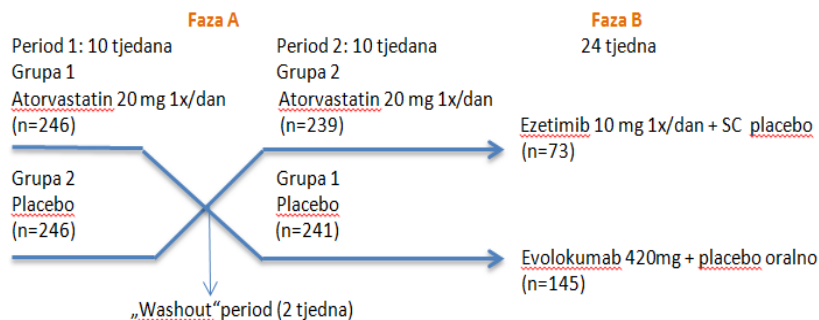 Faza A
Faza B
Period 1: 10 tjedana
Period 2: 10 tjedana
24 tjedna
Grupa 1
Grupa 2
Atorvastatin 20 mg 1x/dan
Atorvastatin 20 mg 1x/dan
(n=246)
(n=239)
Ezetimib 10 mg 1x/dan + SC placebo
(n=73)
Grupa 2
Grupa 1
Placebo
Placebo
(n=246)
(n=241)
Evolokumab 420mg + placebo oralno
(n=145)
„Washout“period (2 tjedna)